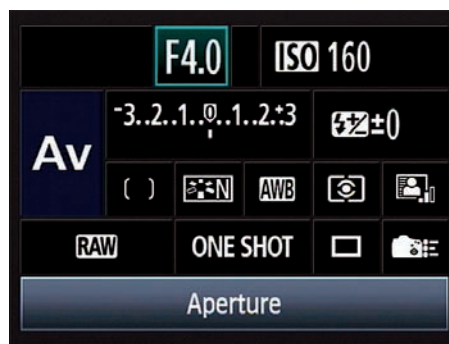 F4.0 ISO 160
-3..2..1..0..1..2.:+3 ±0
Av
N AWB
RAW ONE SHOT
Aperture